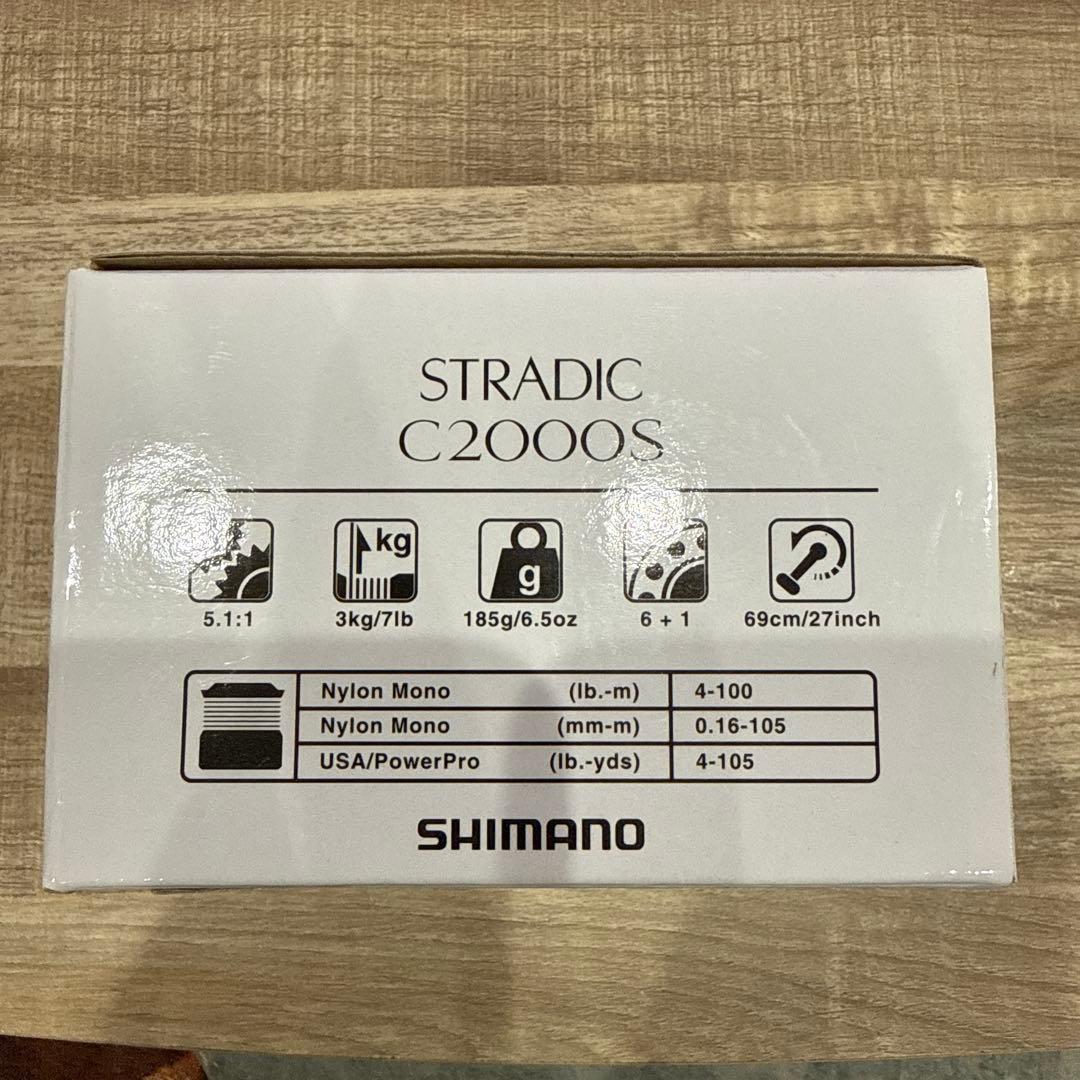 STRADIC
C2000S
kg
g
5.1:1 3kg/7lb 185g/6.5oz 6 + 1 69cm/27inch
Nylon Mono (lb.-m) 4-100
Nylon Mono (mm-m) 0.16-105
USA/PowerPro (lb.-yds) 4-105
SHIMANO